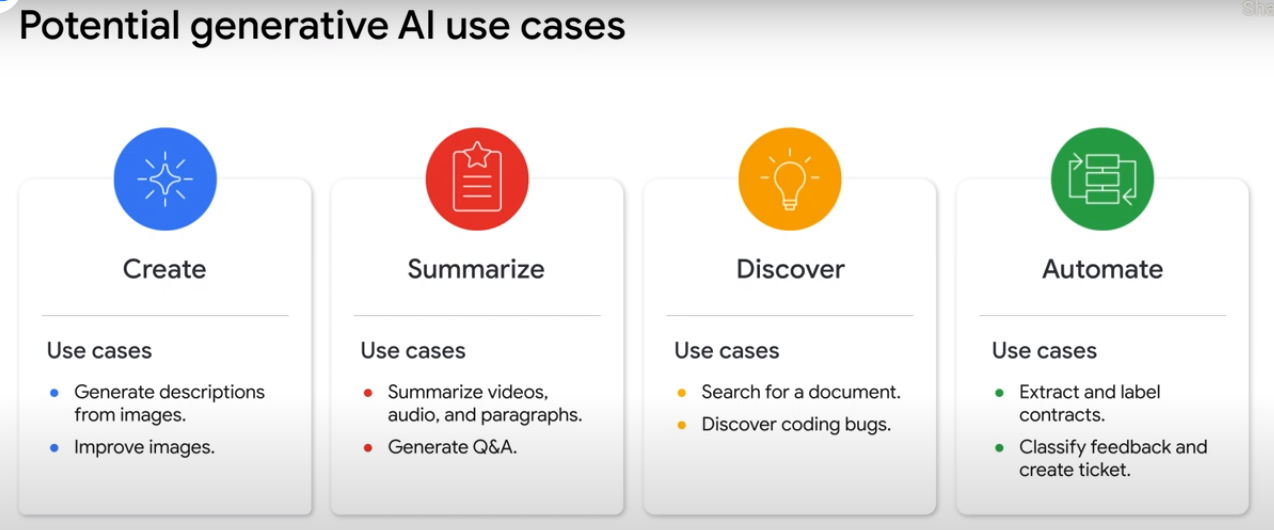 Sha
Potential generative AI use cases
Create
Use cases
Generate descriptions
from images.
Improve images.
Summarize
Use cases
Summarize videos,
audio, and paragraphs.
Generate Q&A.
Discover
Use cases
Search for a document.
Discover coding bugs.
Automate
Use cases
Extract and label
contracts.
Classify feedback and
create ticket.